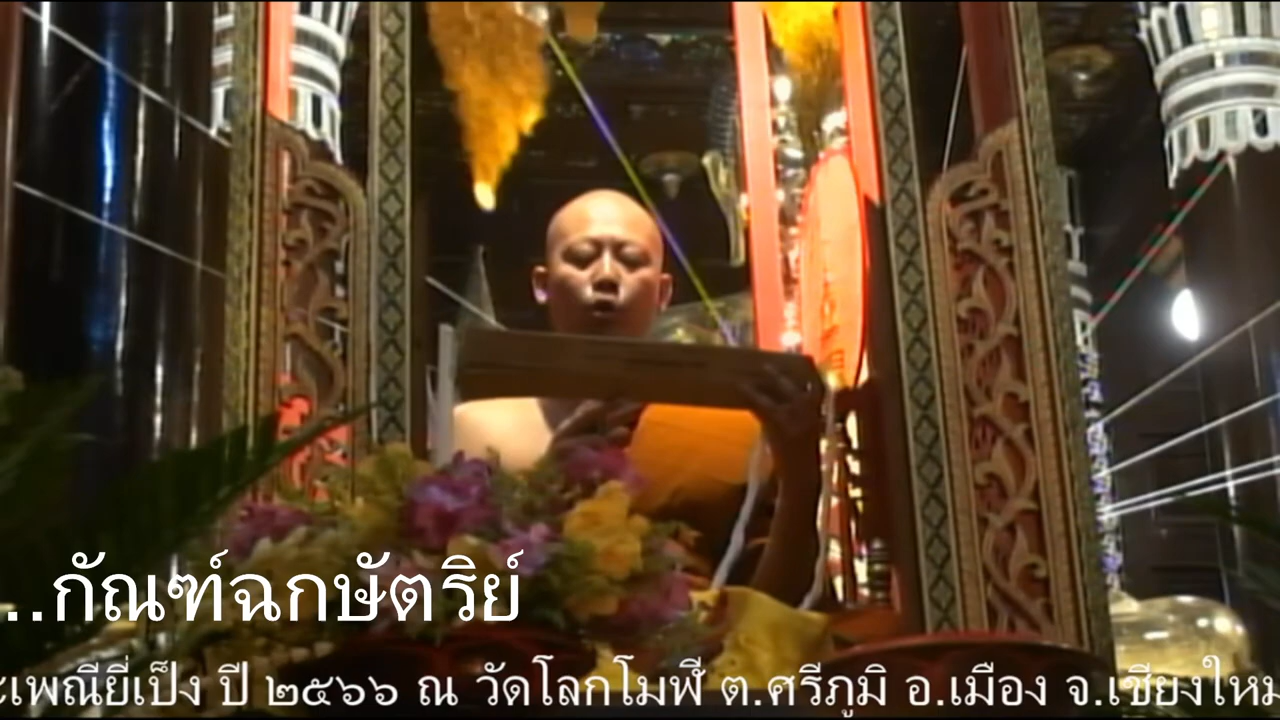 ...กัณฑ์ฉกษัตริย์
ะเพณียี่เป็ง ปี ๒๕๖๖ ณ วัดโลกโมฬี ต.ศรีภูมิ อ.เมือง จ.เชียงใหม